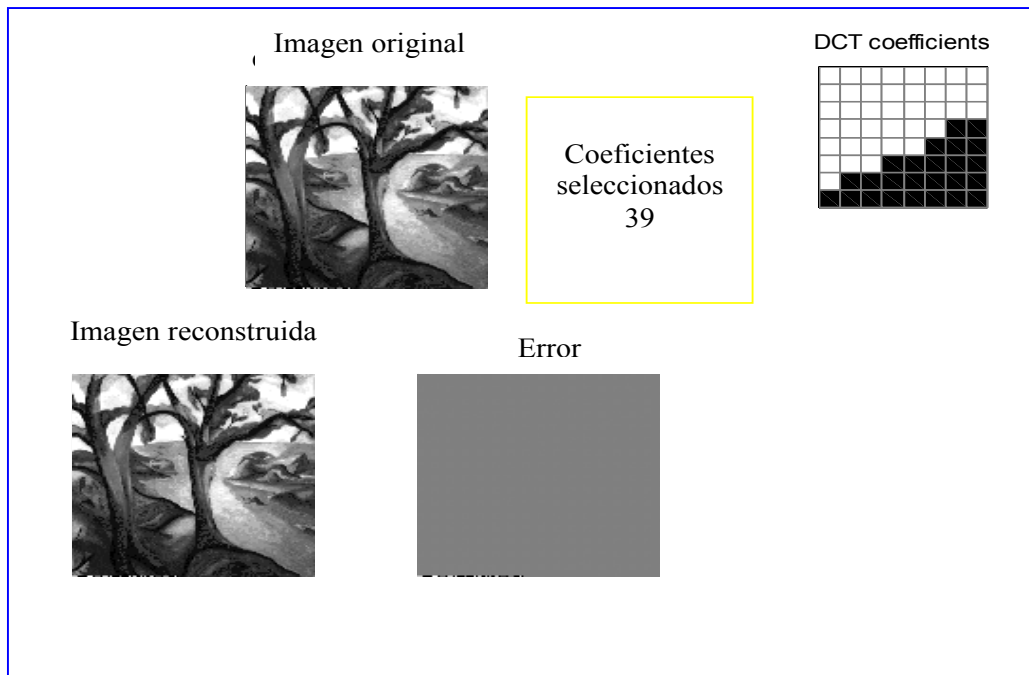 Imagen original
DCT coefficients
Coeficientes
seleccionados
39
Imagen reconstruida
Error